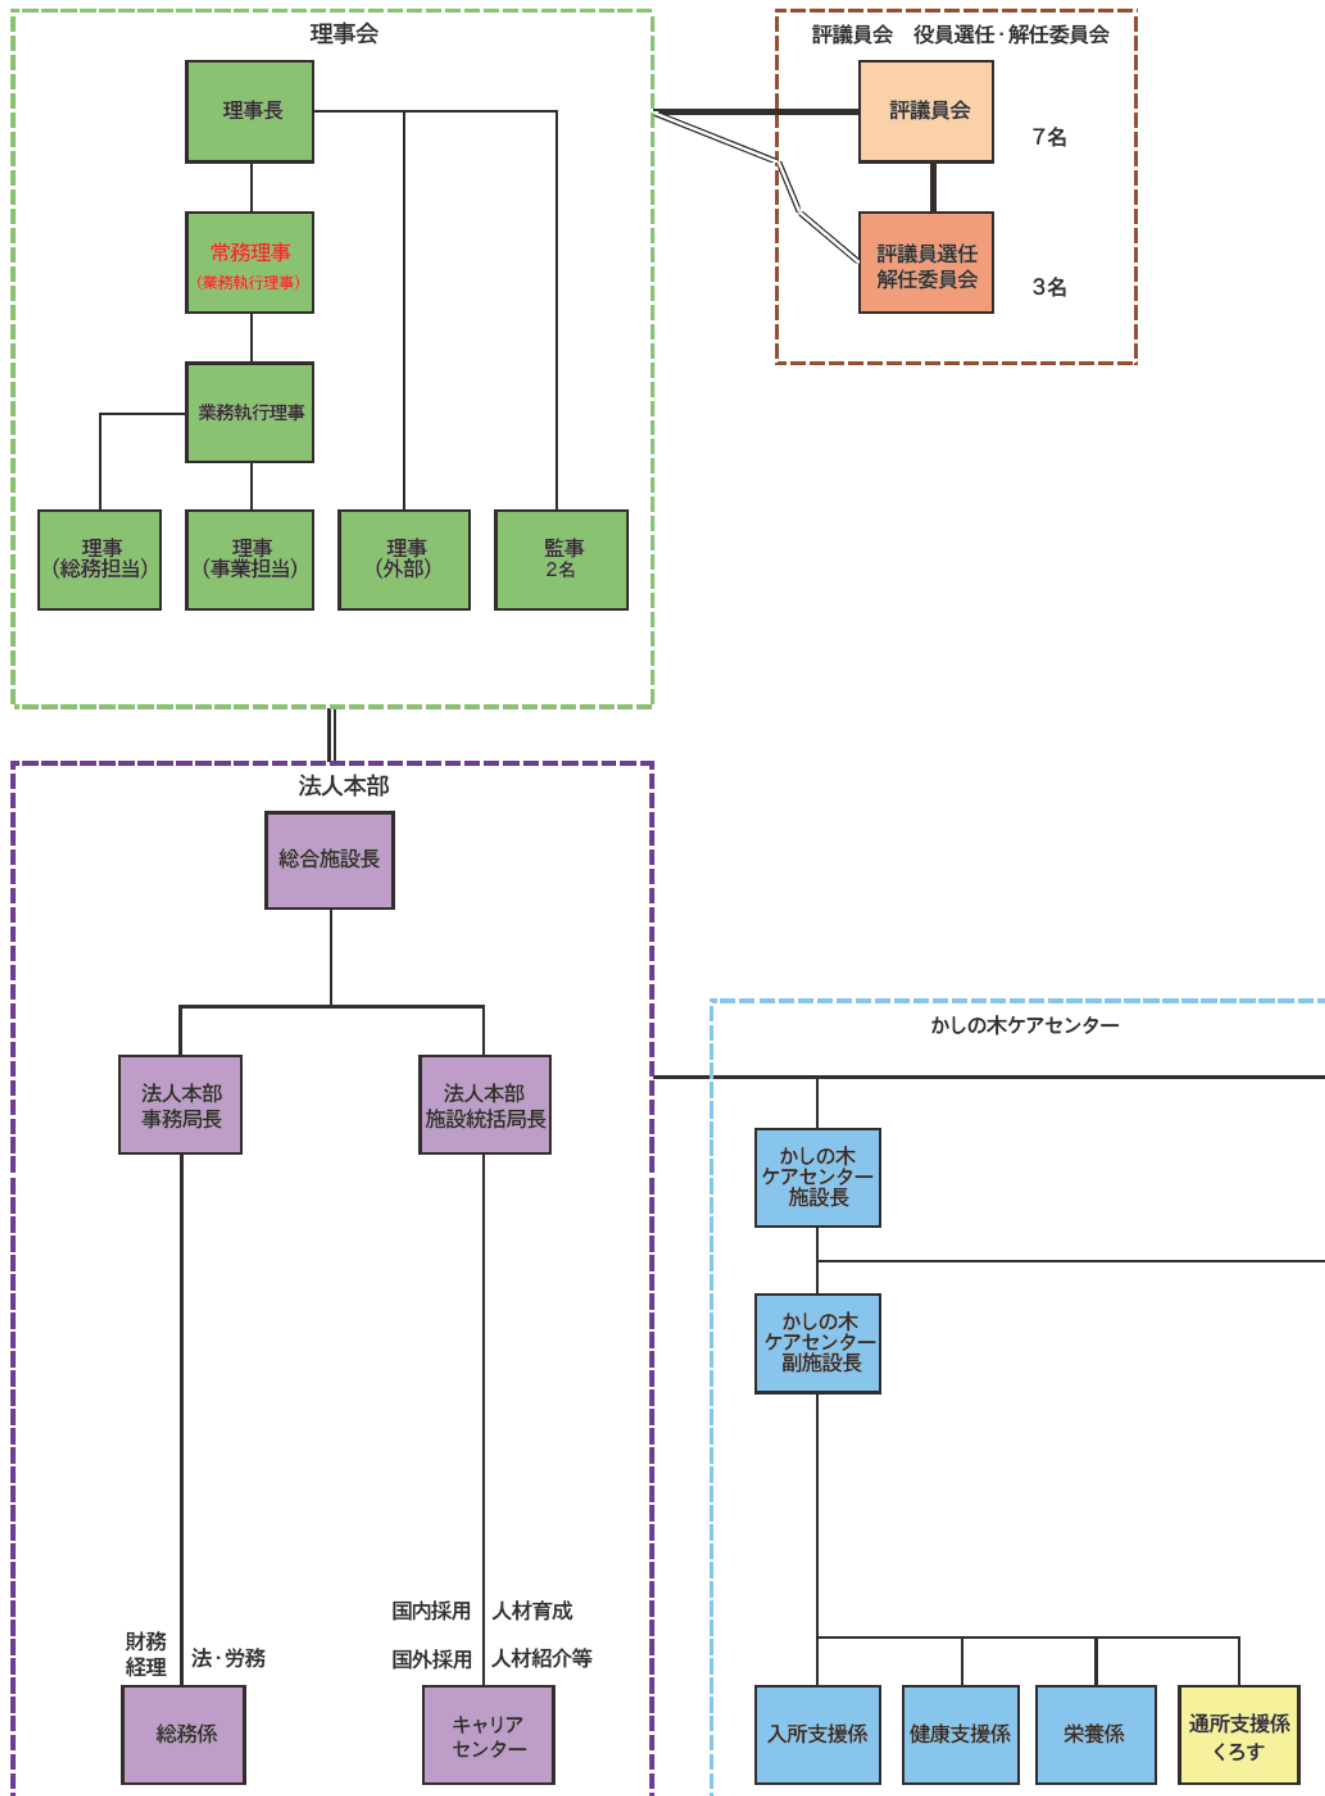 理事会
理事長
常務理事
(業務執行理事)
業務執行理事
理事
(総務担当)
理事
(事業担当)
理事
(外部)
監事
2名
評議員会　役員選任・解任委員会
評議員会
7名
評議員選任
解任委員会
3名
法人本部
総合施設長
法人本部
事務局長
法人本部
施設統括局長
財務
経理
法・労務
総務係
国内採用
人材育成
国外採用
人材紹介等
キャリア
センター
かしの木ケアセンター
かしの木
ケアセンター
施設長
かしの木
ケアセンター
副施設長
入所支援係
健康支援係
栄養係
通所支援係
くろす